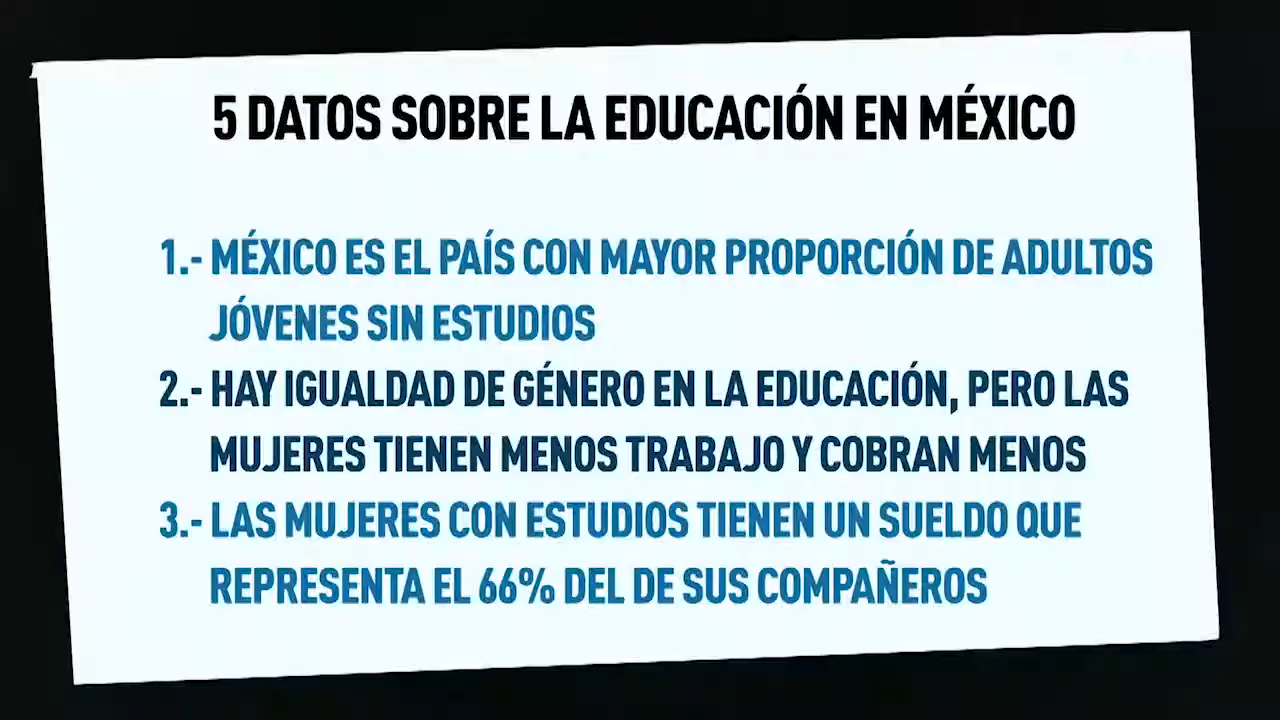 5 DATOS SOBRE LA EDUCACIÓN EN MÉXICO
1.- MÉXICO ES EL PAÍS CON MAYOR PROPORCIÓN DE ADULTOS
JÓVENES SIN ESTUDIOS
2.- HAY IGUALDAD DE GÉNERO EN LA EDUCACIÓN, PERO LAS
MUJERES TIENEN MENOS TRABAJO Y COBRAN MENOS
3.- LAS MUJERES CON ESTUDIOS TIENEN UN SUELDO QUE
REPRESENTA EL 66% DEL DE SUS COMPAÑEROS